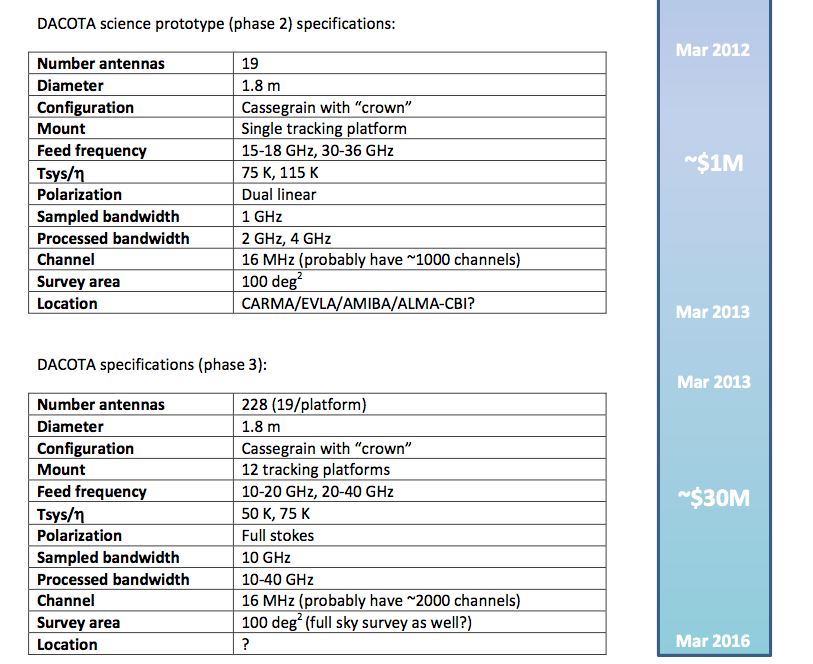 DACOTA science prototype (phase 2) specifications:
Number antennas 19
Diameter 1.8 m
Configuration Cassegrain with “crown”
Mount Single tracking platform
Feed frequency 15-18 GHz, 30-36 GHz
Tsys/η 75 K, 115 K
Polarization Dual linear
Sampled bandwidth 1 GHz
Processed bandwidth 2 GHz, 4 GHz
Channel 16 MHz (probably have ~1000 channels)
Survey area 100 deg²
Location CARMA/EVLA/AMIBA/ALMA-CBI?
DACOTA specifications (phase 3):
Number antennas 228 (19/platform)
Diameter 1.8 m
Configuration Cassegrain with “crown”
Mount 12 tracking platforms
Feed frequency 10-20 GHz, 20-40 GHz
Tsys/η 50 K, 75 K
Polarization Full stokes
Sampled bandwidth 10 GHz
Processed bandwidth 10-40 GHz
Channel 16 MHz (probably have ~2000 channels)
Survey area 100 deg² (full sky survey as well?)
Location ?
Mar 2012
~$1M
Mar 2013
Mar 2013
~$30M
Mar 2016